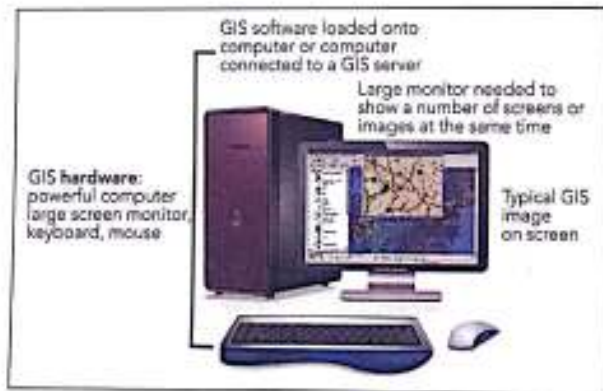 GIS software loaded onto
computer or computer
connected to a GIS server
Large monitor needed to
show a number of screens or
images at the same time
GIS hardware:
powerful computer
large screen monitor,
keyboard, mouse
Typical GIS
image
on screen